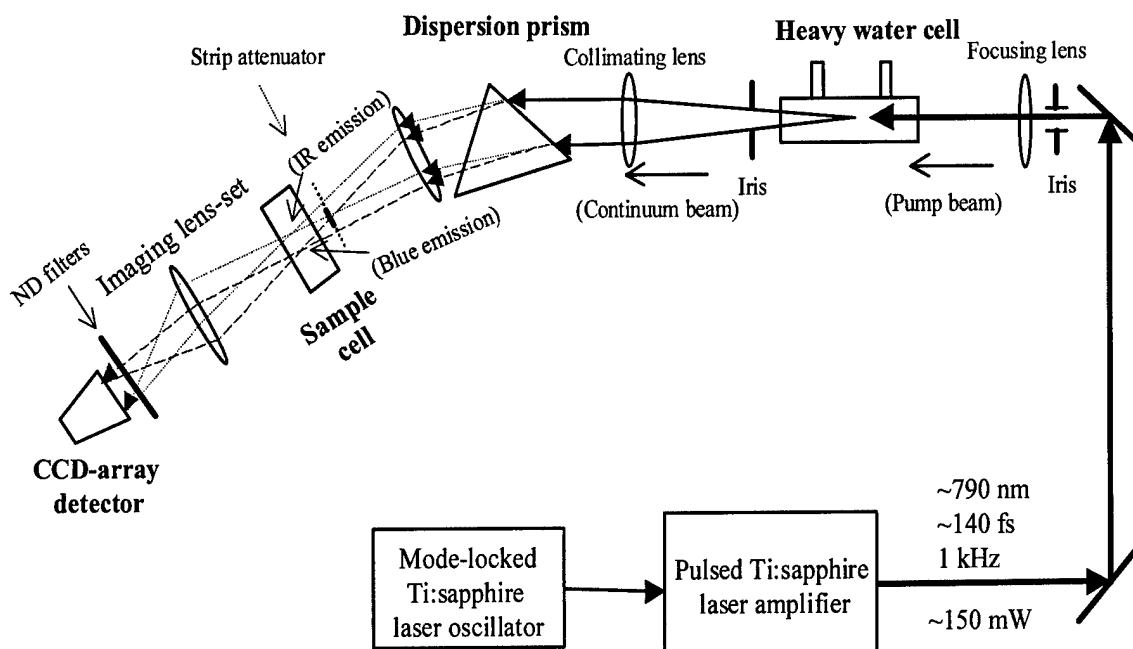 Dispersion prism
Heavy water cell
Strip attenuator
Collimating lens
Focusing lens
(IR emission)
Imaging lens-set
ND filters
Iris
Iris
(Continuum beam)
(Pump beam)
(Blue emission)
Sample
cell
CCD-array
detector
~790 nm
~140 fs
1 kHz
~150 mW
Mode-locked
Ti:sapphire
laser oscillator
Pulsed Ti:sapphire
laser amplifier